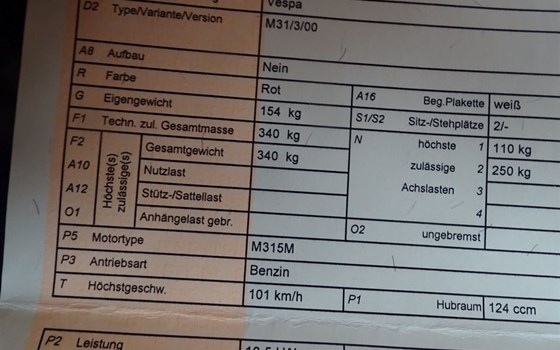 Vespa
D2 Type/Variante/Version M31/3/00
A8 Aufbau Nein
R Farbe Rot A16 Beg.Plakette weiß
G Eigengewicht 154 kg S1/S2 Sitz-/Stehplätze 2/-
F1 Techn. zul. Gesamtmasse 340 kg N höchste 1 110 kg
F2 Höchste(s) zulässige(s) Gesamtgewicht 340 kg zulässige 2 250 kg
A10 Nutzlast Achslasten 3
A12 Stütz-/Sattellast 4
O1 Anhängelast gebr. O2 ungebremst
P5 Motortype M315M
P3 Antriebsart Benzin
T Höchstgeschw. 101 km/h P1 Hubraum 124 ccm
P2 Leistung